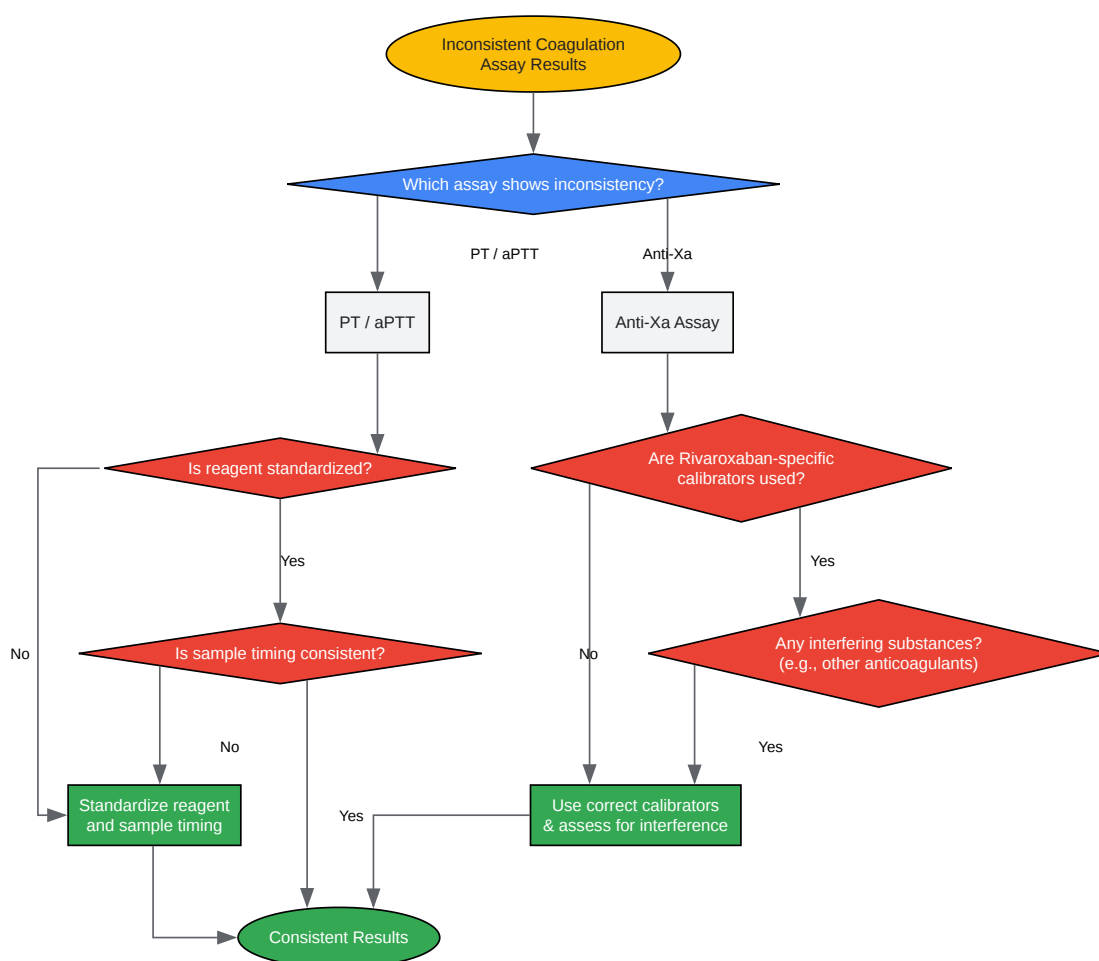 Inconsistent Coagulation
Assay Results
Which assay shows inconsistency?
PT / aPTT
Anti-Xa
PT / aPTT
Anti-Xa Assay
Is reagent standardized?
Are Rivaroxaban-specific
calibrators used?
Yes
Yes
No
Is sample timing consistent?
No
Any interfering substances?
(e.g., other anticoagulants)
No
Yes
Standardize reagent
and sample timing
Yes
Use correct calibrators
& assess for interference
Consistent Results